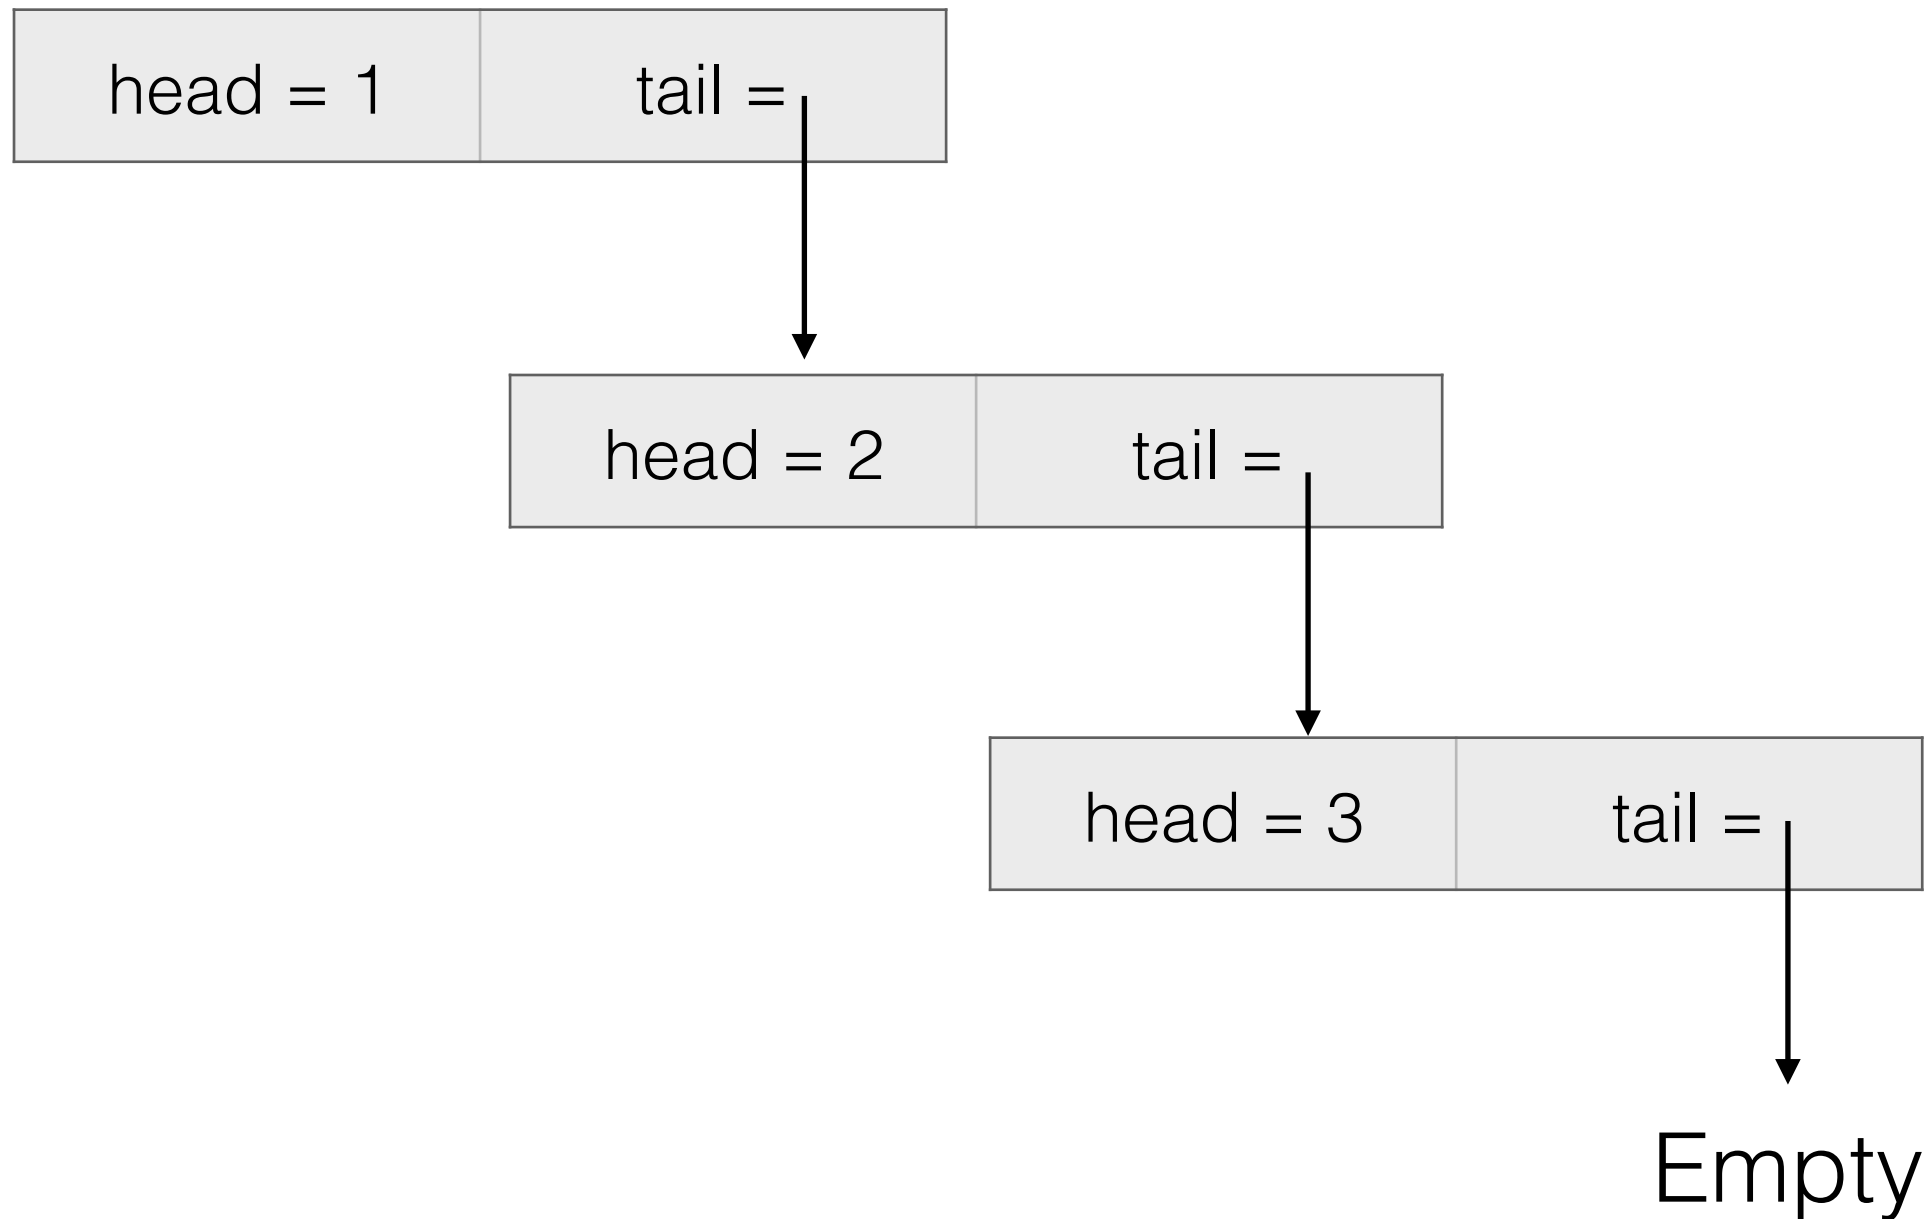 head = 1 tail =
head = 2 tail =
head = 3 tail =
Empty